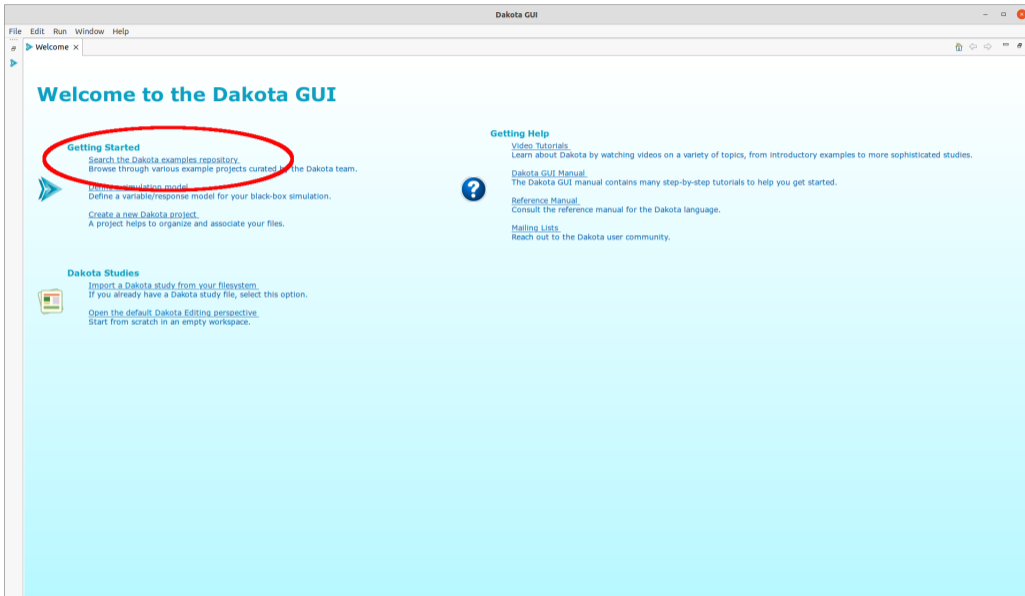 Dakota GUI
File Edit Run Window Help
Welcome
Welcome to the Dakota GUI
Getting Started
Search the Dakota examples repository
Browse through various example projects curated by the Dakota team.
Define a simulation model
Define a variable/response model for your black-box simulation.
Create a new Dakota project
A project helps to organize and associate your files.
Dakota Studies
Import a Dakota study from your filesystem
If you already have a Dakota study file, select this option.
Open the default Dakota Editing perspective
Start from scratch in an empty workspace.
Getting Help
Video Tutorials
Learn about Dakota by watching videos on a variety of topics, from introductory examples to more sophisticated studies.
Dakota GUI Manual
The Dakota GUI manual contains many step-by-step tutorials to help you get started.
Reference Manual
Consult the reference manual for the Dakota language.
Mailing Lists
Reach out to the Dakota user community.